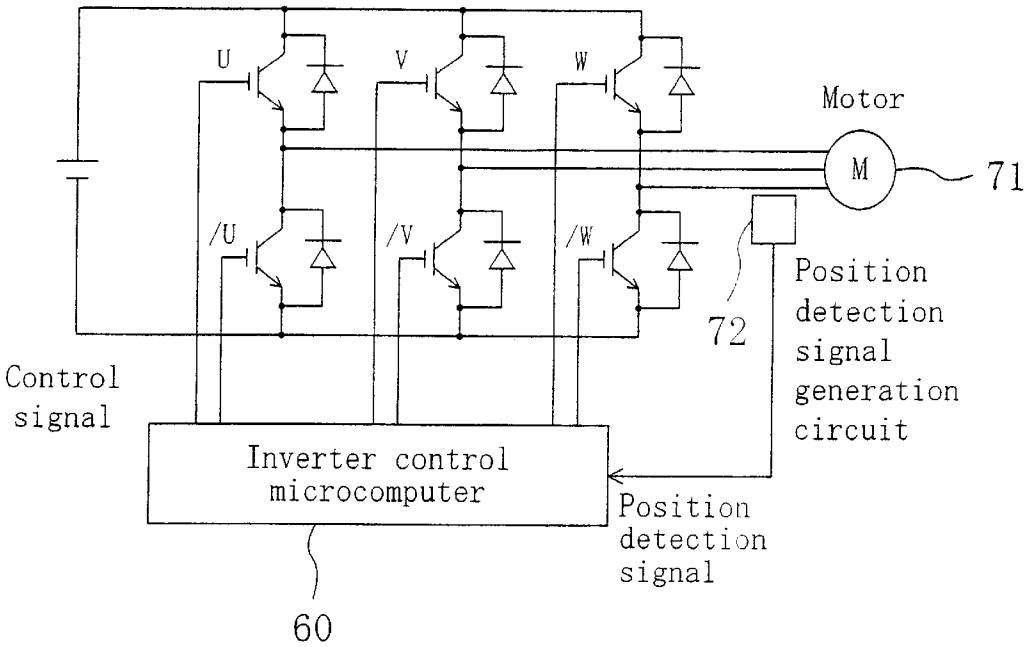 U
V
W
Motor
M
71
/U
/V
/W
72
Position
detection
signal
generation
circuit
Control
signal
Inverter control
microcomputer
Position
detection
signal
60